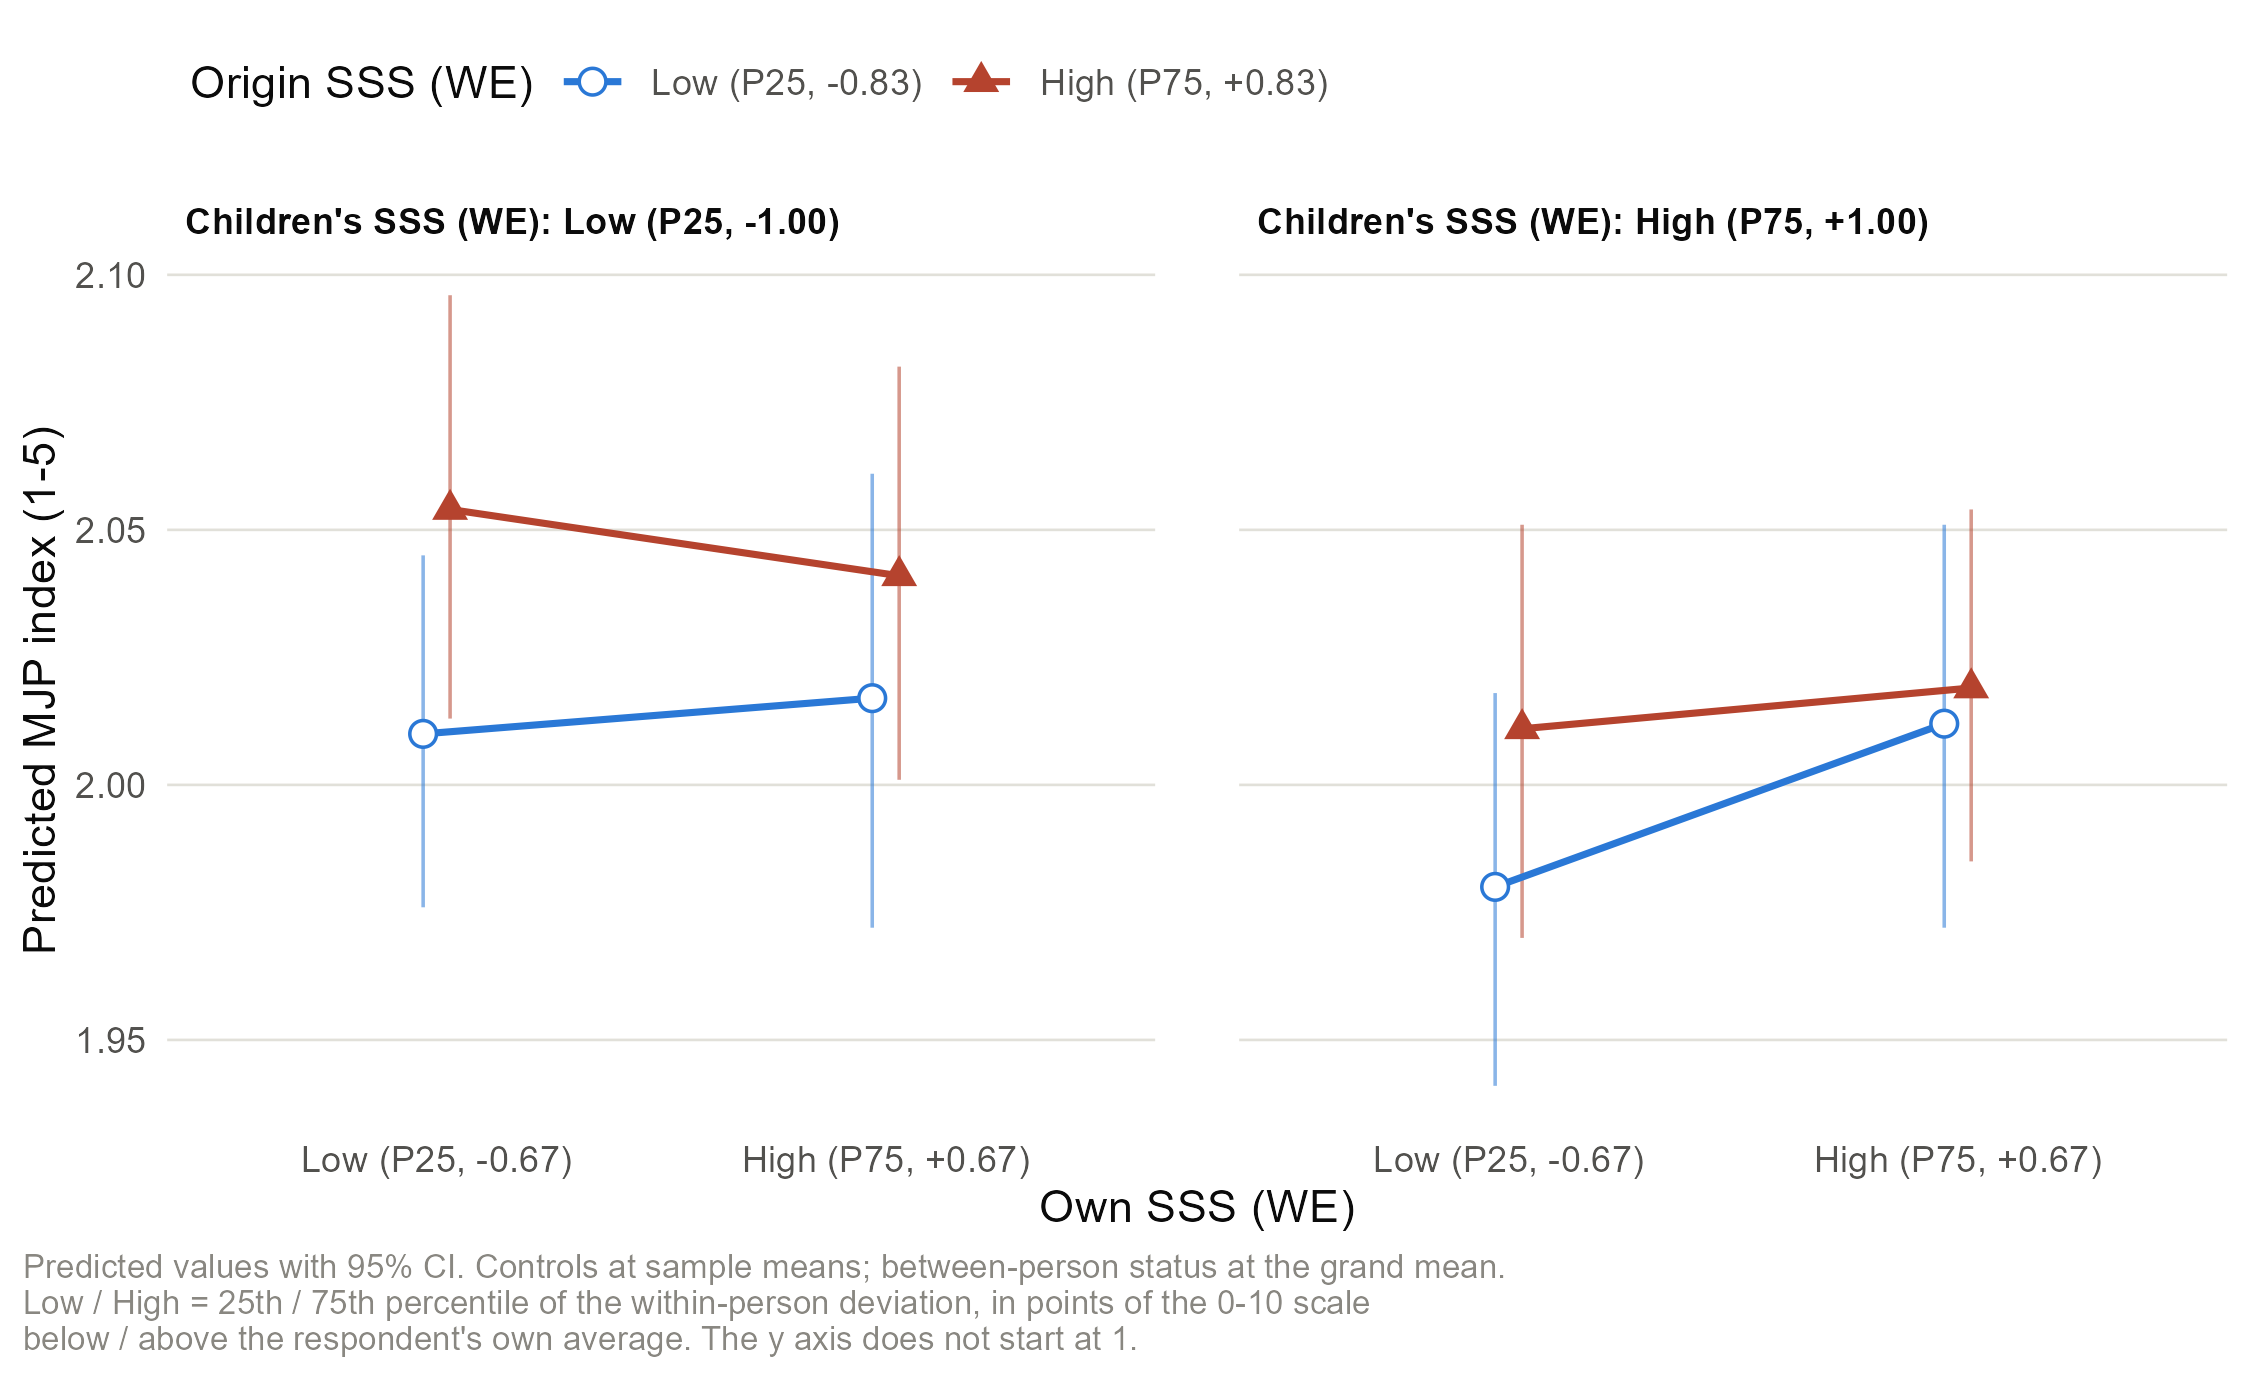 Origin SSS (WE) Low (P25, -0.83) High (P75, +0.83)
Children's SSS (WE): Low (P25, -1.00) Children's SSS (WE): High (P75, +1.00)
Predicted MJP index (1-5)
2.10
2.05
2.00
1.95
Low (P25, -0.67) High (P75, +0.67) Low (P25, -0.67) High (P75, +0.67)
Own SSS (WE)
Predicted values with 95% CI. Controls at sample means; between-person status at the grand mean.
Low / High = 25th / 75th percentile of the within-person deviation, in points of the 0-10 scale
below / above the respondent's own average. The y axis does not start at 1.